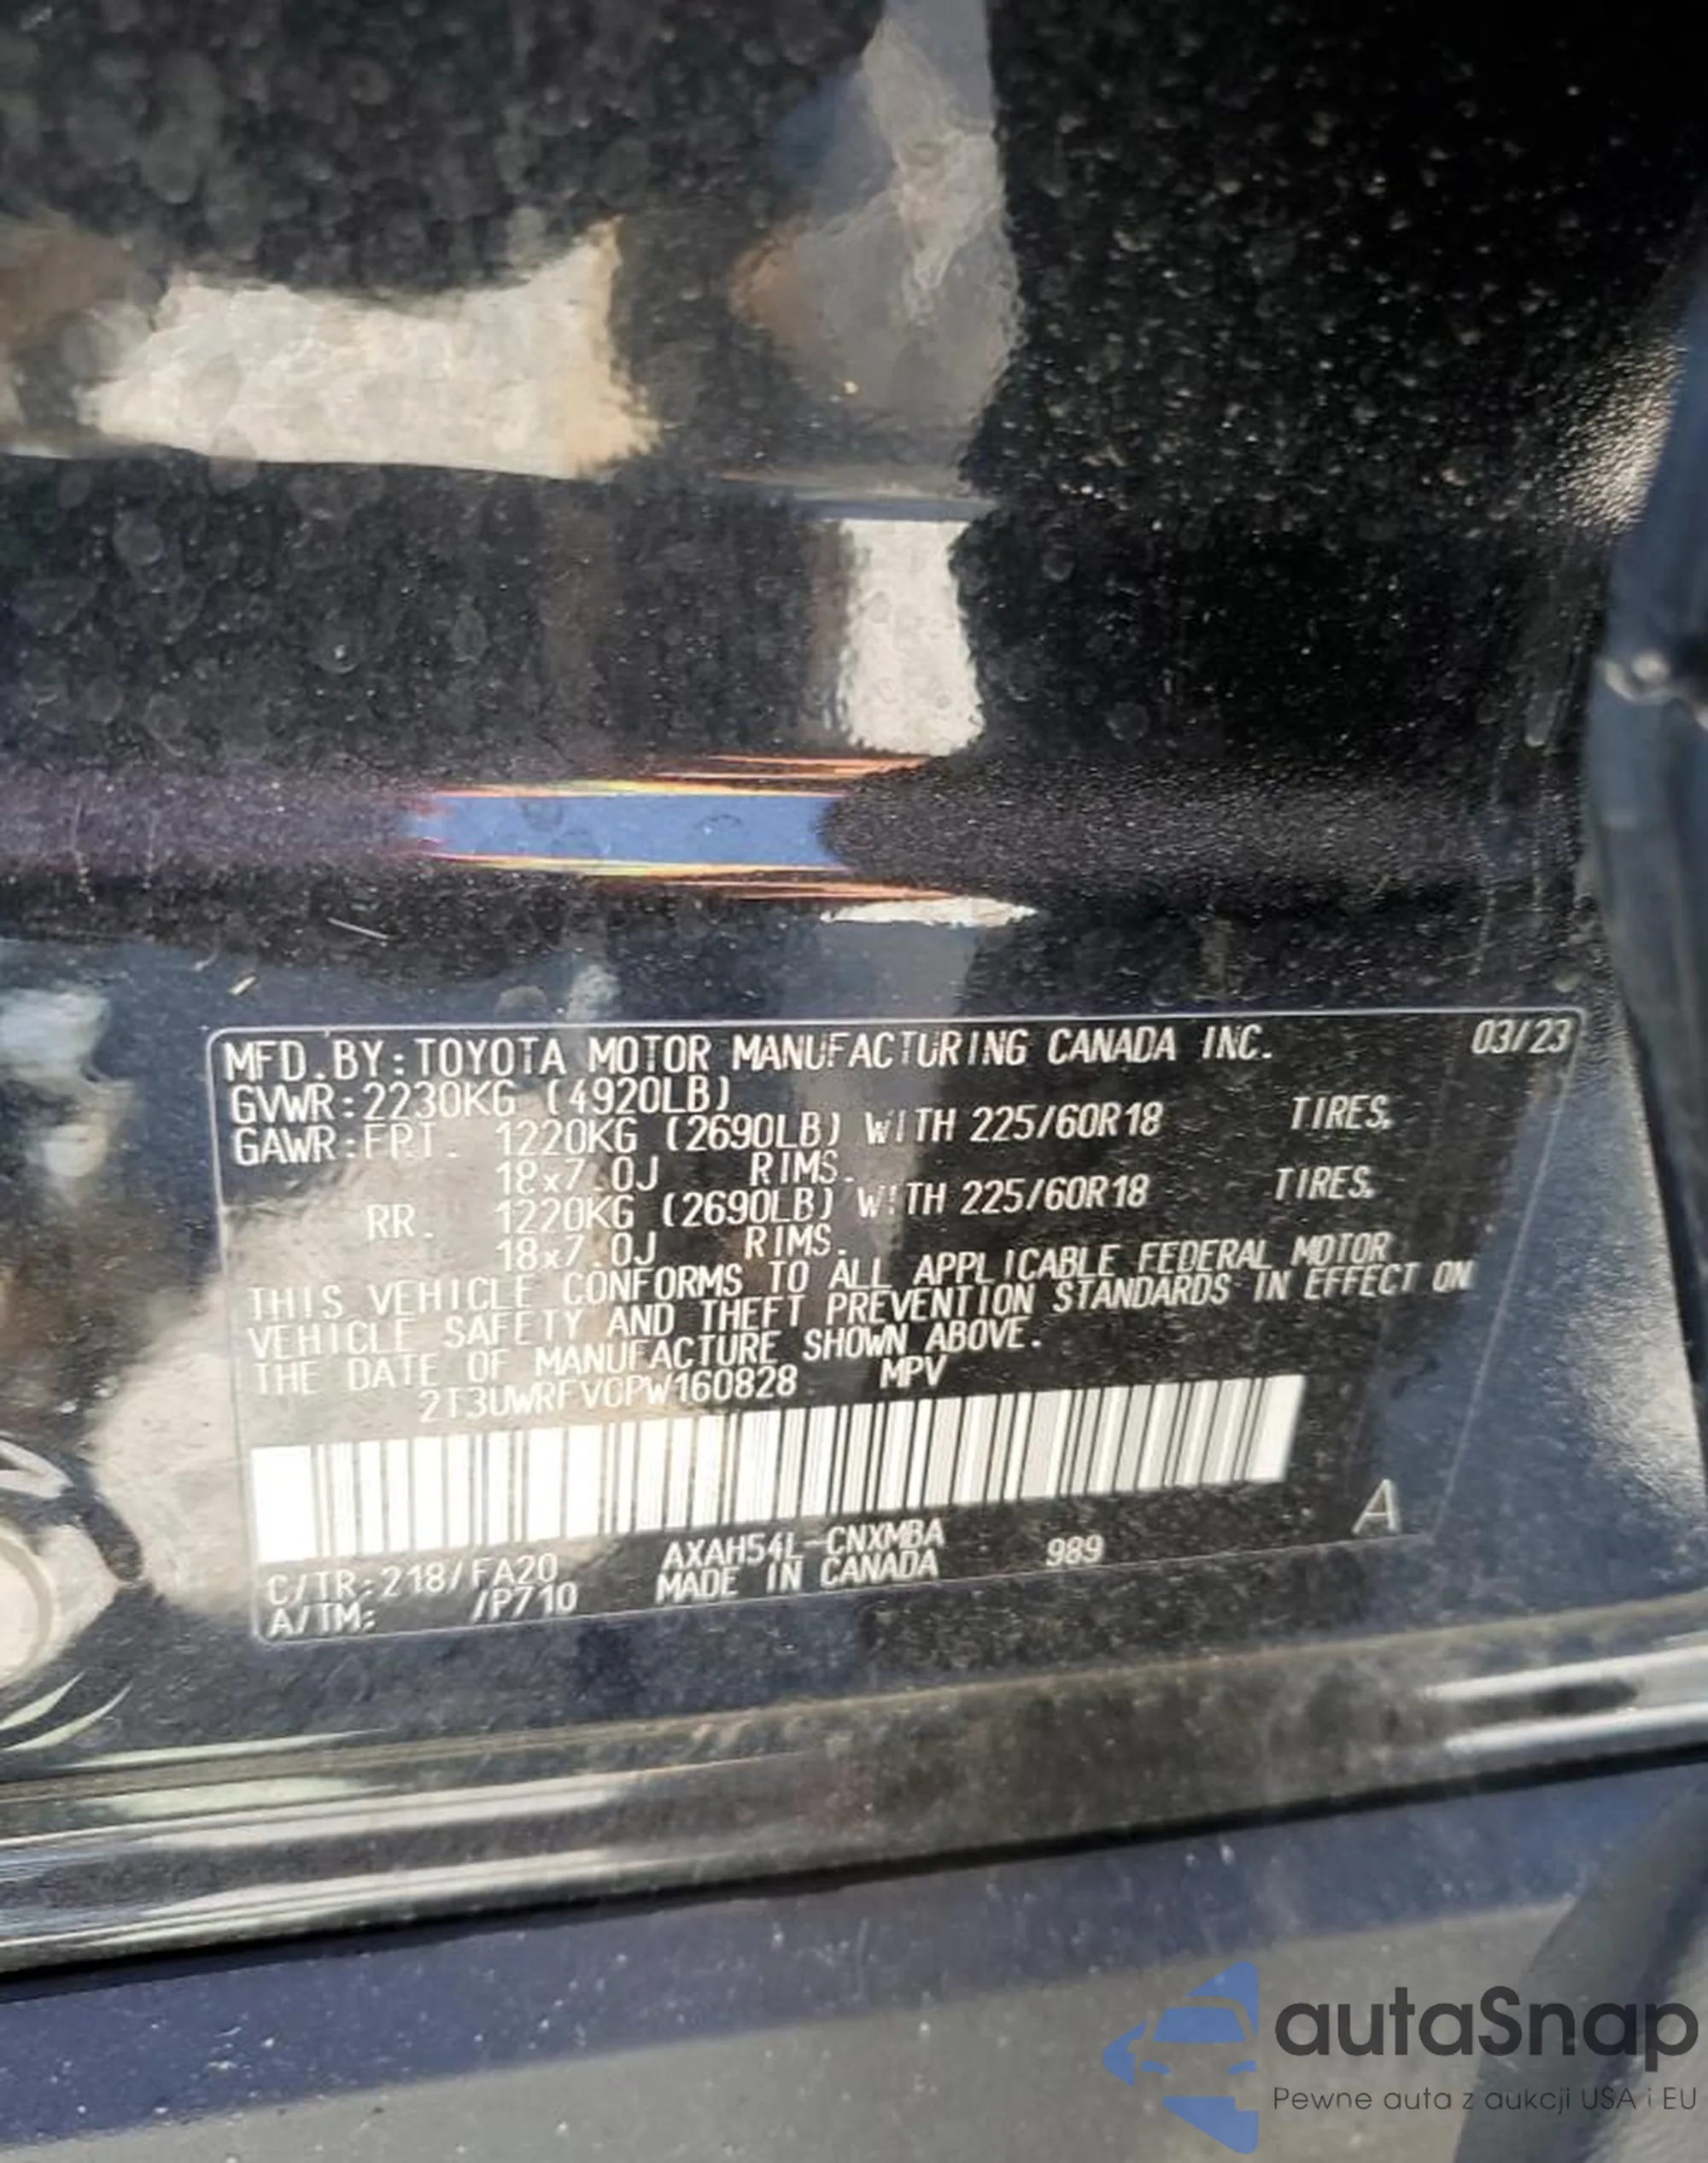 MFD.BY:TOYOTA MOTOR MANUFACTURING CANADA INC. 03/23
GVWR:2230KG (4920LB)
GAWR:FRT. 1220KG (2690LB) WITH 225/60R18 TIRES,
18x7.0J RIMS.
RR. 1220KG (2690LB) WITH 225/60R18 TIRES,
18x7.0J RIMS.
THIS VEHICLE CONFORMS TO ALL APPLICABLE FEDERAL MOTOR
VEHICLE SAFETY AND THEFT PREVENTION STANDARDS IN EFFECT ON
THE DATE OF MANUFACTURE SHOWN ABOVE.
2T3UWRFVCPW160828 MPV
A
AXAH54L-CNXMBA 989
C/TR:218/FA20 MADE IN CANADA
A/TM: /P710
autaSnap
Pewne auta z aukcji USA i EU